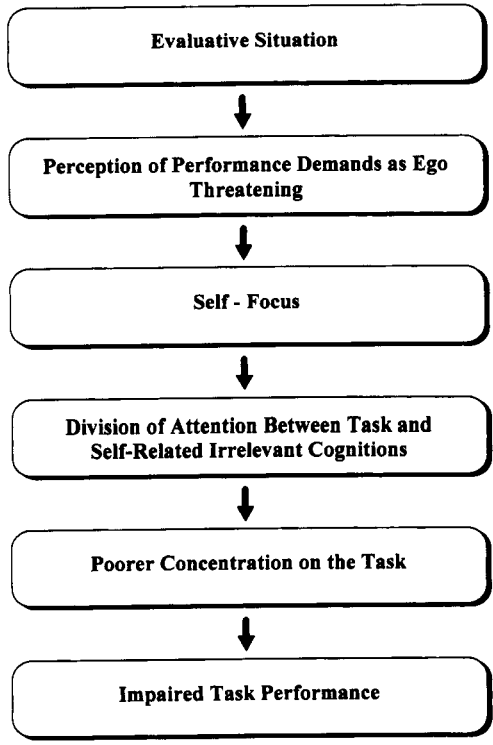 Evaluative Situation
Perception of Performance Demands as Ego
Threatening
Self - Focus
Division of Attention Between Task and
Self-Related Irrelevant Cognitions
Poorer Concentration on the Task
Impaired Task Performance